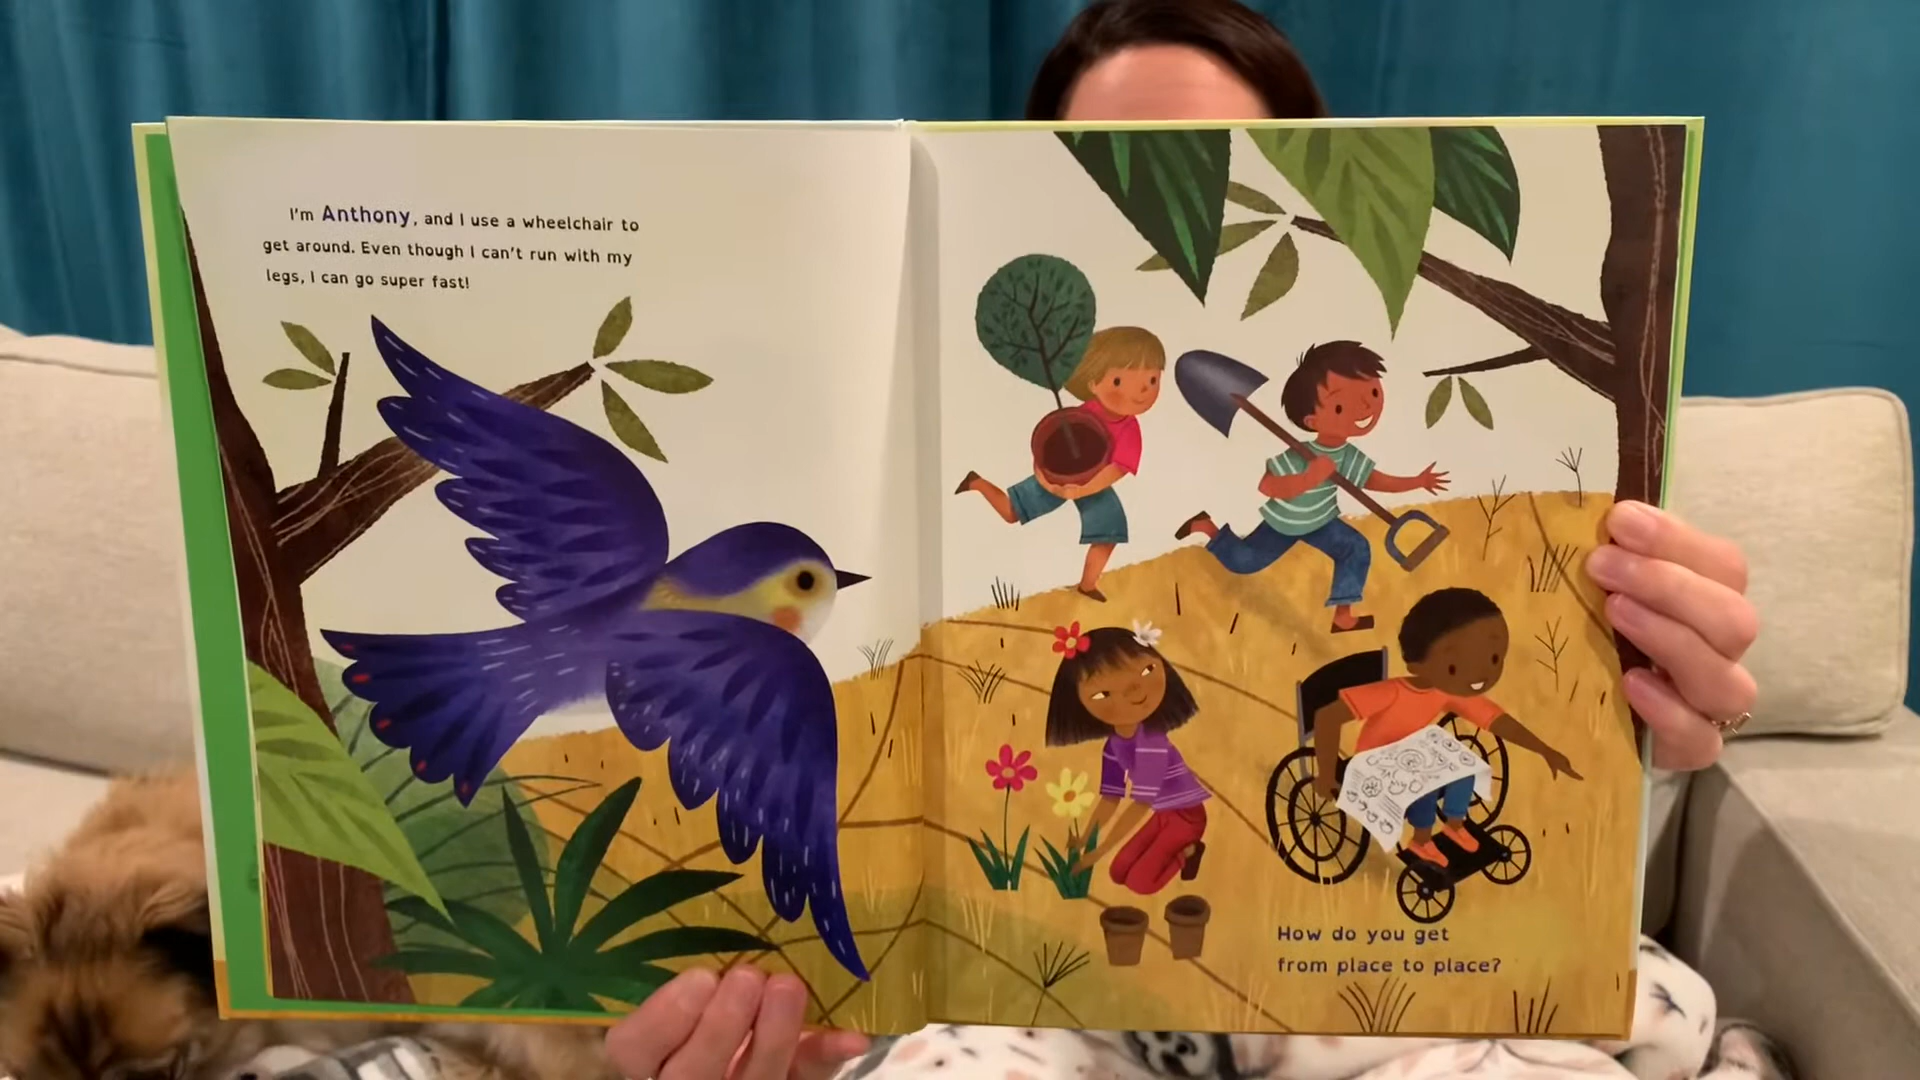 I'm Anthony, and I use a wheelchair to
get around. Even though I can't run with my
legs, I can go super fast!
How do you get
from place to place?